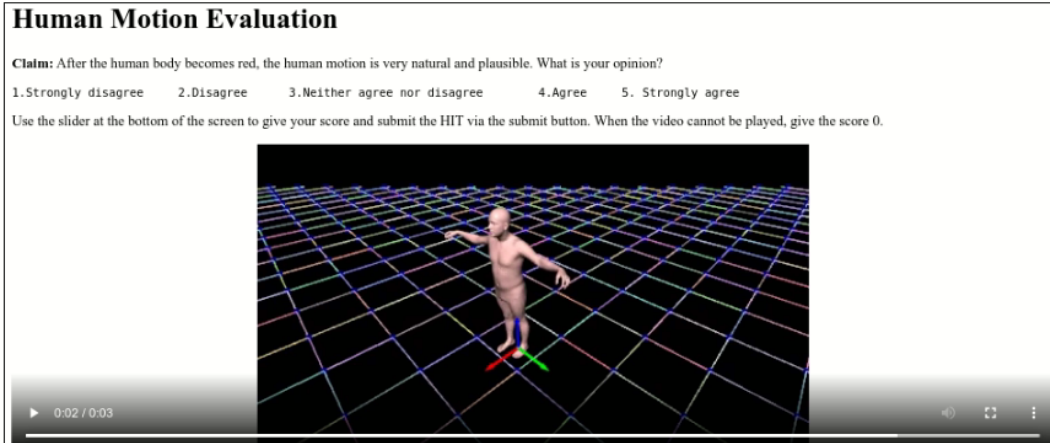 Human Motion Evaluation
Claim: After the human body becomes red, the human motion is very natural and plausible. What is your opinion?
1.Strongly disagree 2.Disagree 3.Neither agree nor disagree 4.Agree 5. Strongly agree
Use the slider at the bottom of the screen to give your score and submit the HIT via the submit button. When the video cannot be played, give the score 0.
0:02 / 0:03